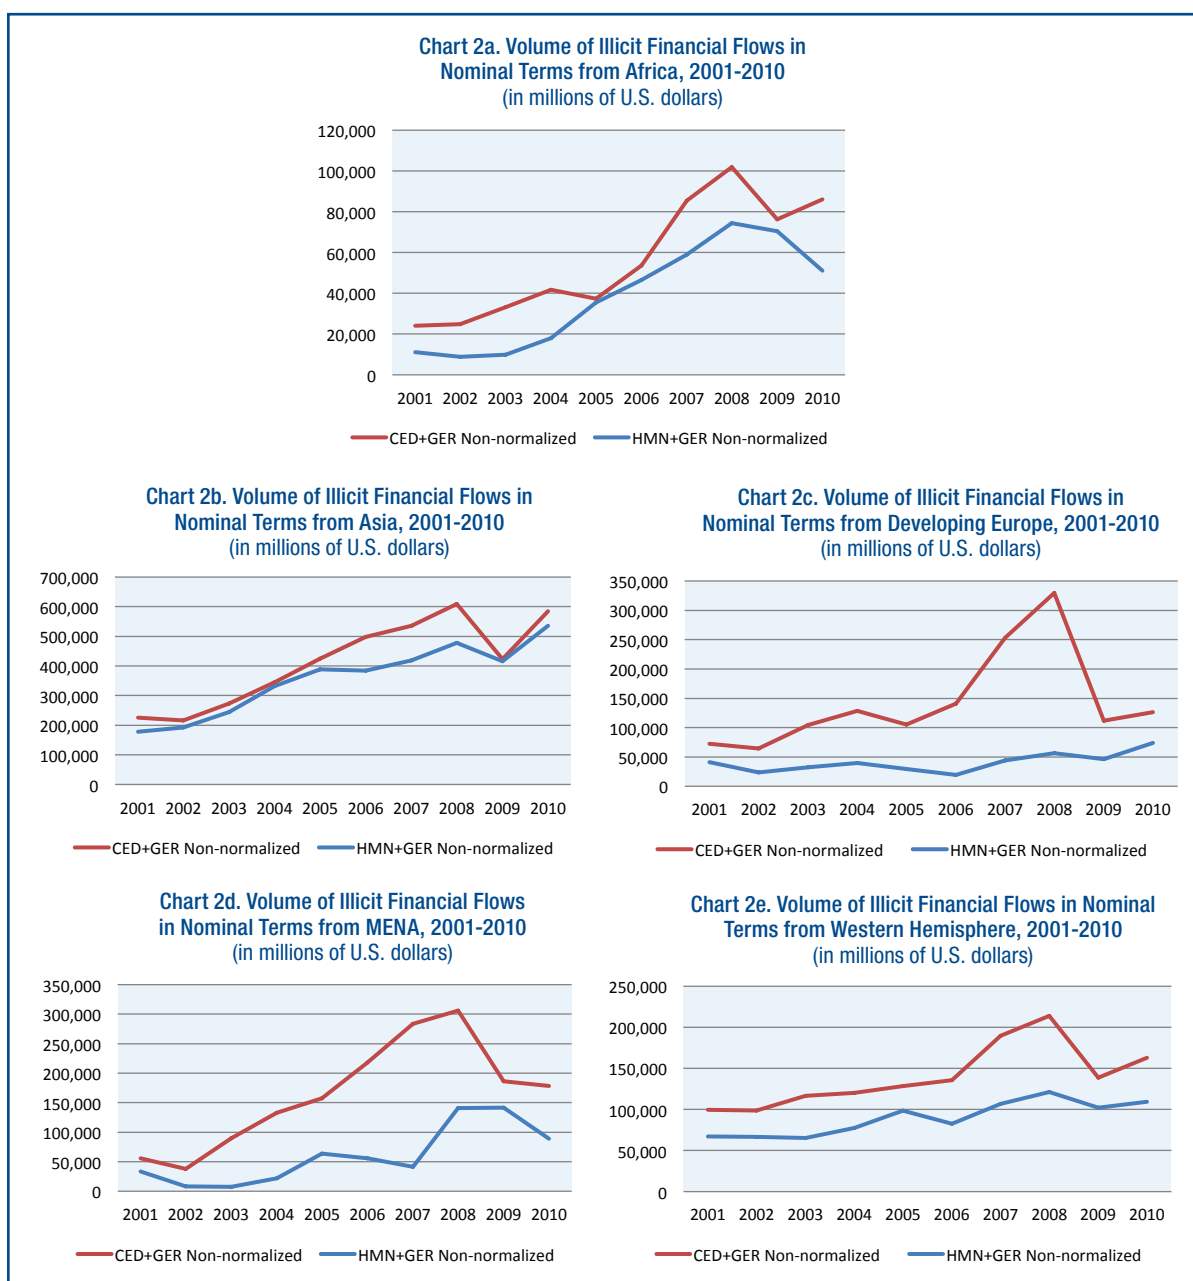 Chart 2a. Volume of Illicit Financial Flows in
Nominal Terms from Africa, 2001-2010
(in millions of U.S. dollars)
120,000
100,000
80,000
60,000
40,000
20,000
0
2001 2002 2003 2004 2005 2006 2007 2008 2009 2010
CED+GER Non-normalized HMN+GER Non-normalized
Chart 2b. Volume of Illicit Financial Flows in
Nominal Terms from Asia, 2001-2010
(in millions of U.S. dollars)
700,000
600,000
500,000
400,000
300,000
200,000
100,000
0
2001 2002 2003 2004 2005 2006 2007 2008 2009 2010
CED+GER Non-normalized HMN+GER Non-normalized
Chart 2c. Volume of Illicit Financial Flows in
Nominal Terms from Developing Europe, 2001-2010
(in millions of U.S. dollars)
350,000
300,000
250,000
200,000
150,000
100,000
50,000
0
2001 2002 2003 2004 2005 2006 2007 2008 2009 2010
CED+GER Non-normalized HMN+GER Non-normalized
Chart 2d. Volume of Illicit Financial Flows
in Nominal Terms from MENA, 2001-2010
(in millions of U.S. dollars)
350,000
300,000
250,000
200,000
150,000
100,000
50,000
0
2001 2002 2003 2004 2005 2006 2007 2008 2009 2010
CED+GER Non-normalized HMN+GER Non-normalized
Chart 2e. Volume of Illicit Financial Flows in Nominal
Terms from Western Hemisphere, 2001-2010
(in millions of U.S. dollars)
250,000
200,000
150,000
100,000
50,000
0
2001 2002 2003 2004 2005 2006 2007 2008 2009 2010
CED+GER Non-normalized HMN+GER Non-normalized